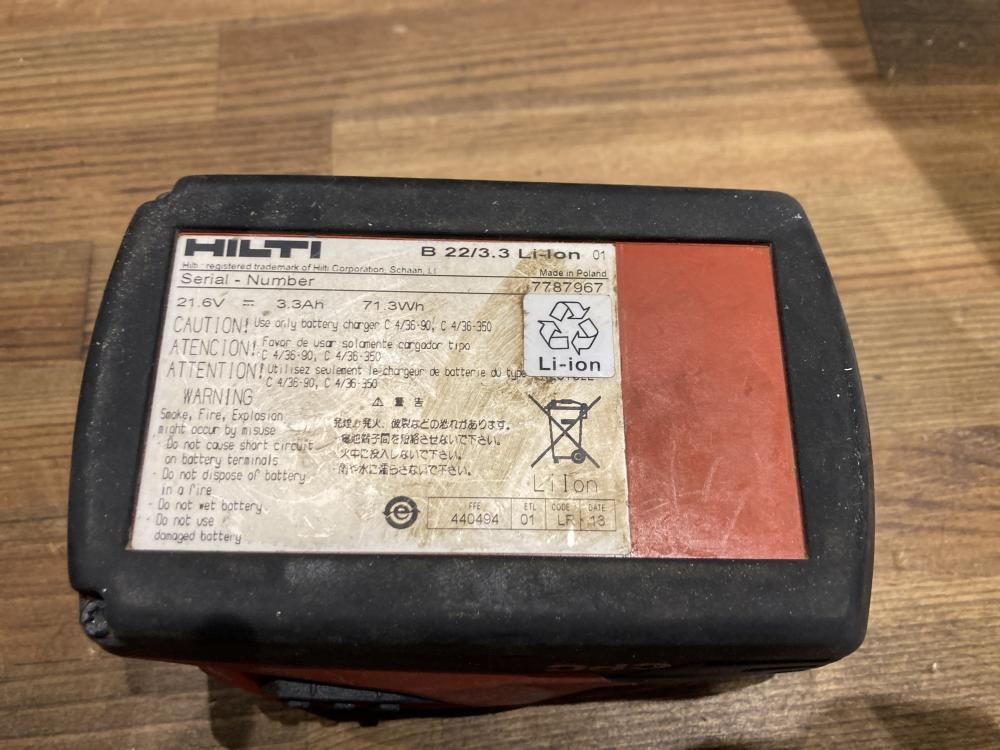 HILTI
B 22/3.3 Li-Ion 01
Hilti registered trademark of Hilti Corporation, Schaan, LI
Made in Poland
Serial - Number
7787967
21.6V ⎓ 3.3Ah 71.3Wh
CAUTION! Use only battery charger C 4/36-90, C 4/36-350
ATENCION! Favor de usar solamente cargador tipo
C 4/36-90, C 4/36-350
ATTENTION! Utilisez seulement le chargeur de batterie du type
C 4/36-90, C 4/36-350
Li-ion
WARNING
Smoke, Fire, Explosion
might occur by misuse
- Do not cause short circuit
on battery terminals
- Do not dispose of battery
in a fire
- Do not wet battery.
- Do not use
damaged battery
⚠ 警告
発煙や発火、破裂などの恐れがあります。
電池端子間を短絡させないで下さい。
火中に投入しないで下さい。
雨や水に濡らさないで下さい。
LiIon
FFE ETL CODE DATE
440494 01 LR 13
CPC